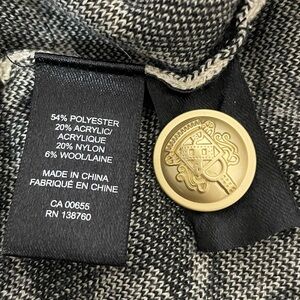 54% POLYESTER
20% ACRYLIC/
ACRYLIQUE
20% NYLON
6% WOOL/LAINE
MADE IN CHINA
FABRIQUÉ EN CHINE
CA 00655
RN 138760